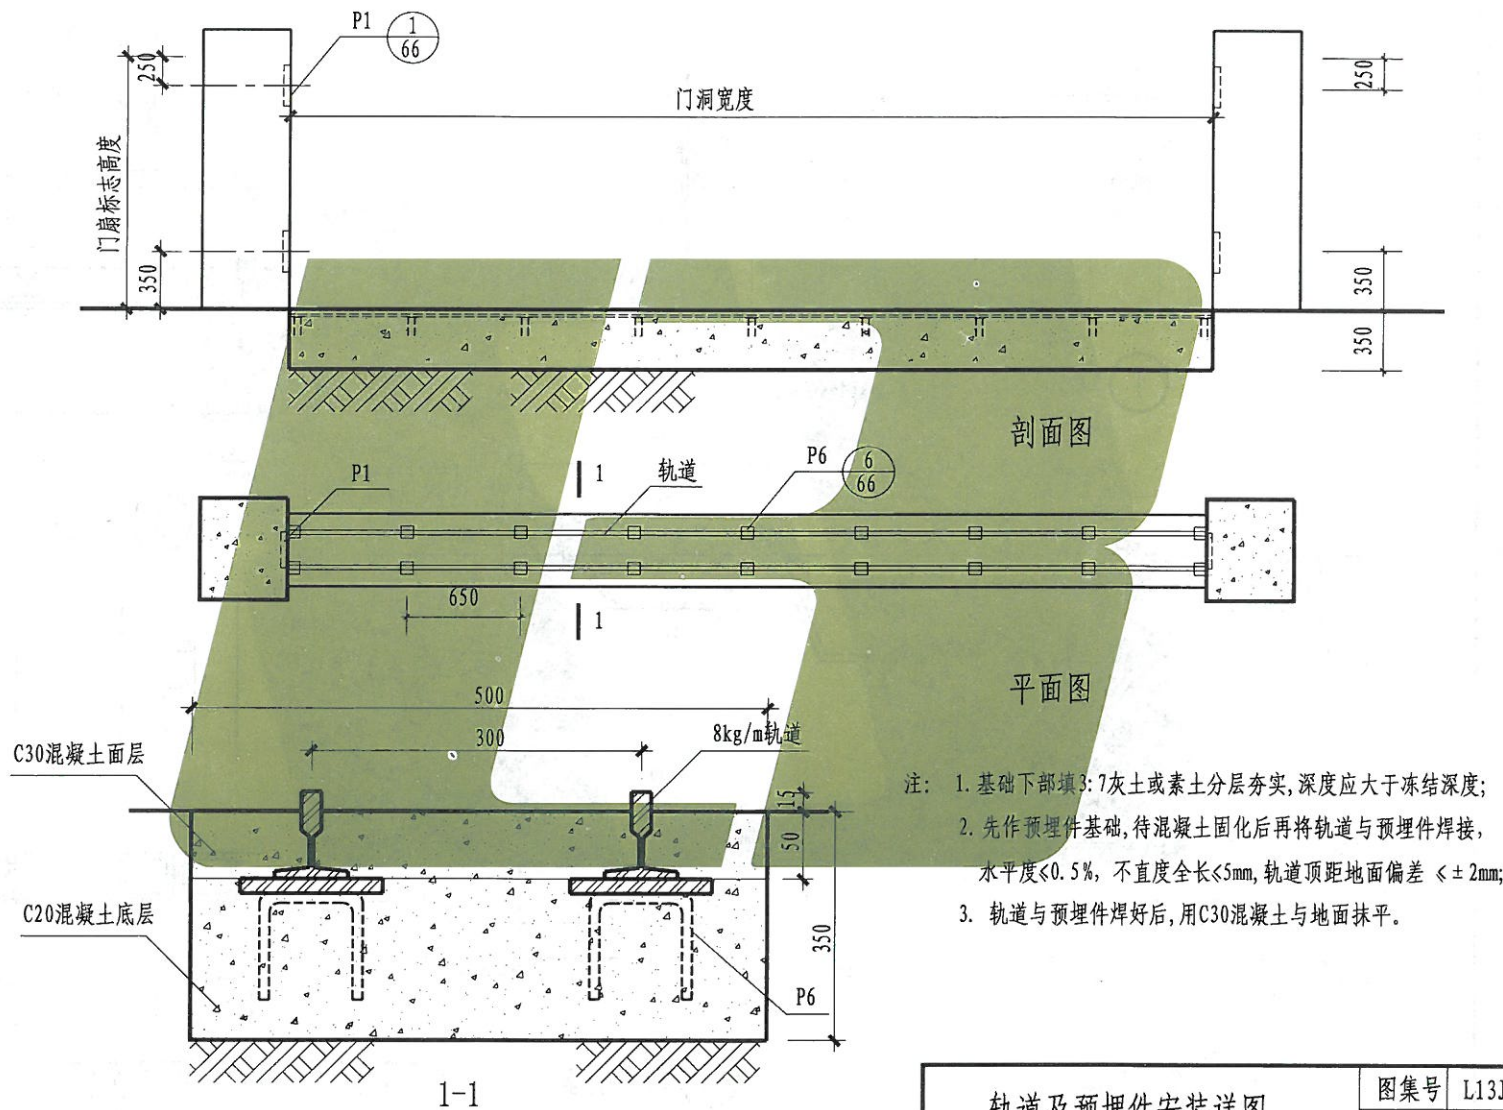 P1 1/66
250
门洞宽度
250
门扇标志高度
350
350
350
剖面图
P1
1
轨道
P6 6/66
650
1
平面图
500
300
8kg/m轨道
C30混凝土面层
15
50
C20混凝土底层
350
P6
1-1
注: 1. 基础下部填3:7灰土或素土分层夯实,深度应大于冻结深度;
2. 先作预埋件基础,待混凝土固化后再将轨道与预埋件焊接,
水平度≤0.5%, 不直度全长≤5mm,轨道顶距地面偏差 ≤±2mm;
3. 轨道与预埋件焊好后,用C30混凝土与地面抹平。
轨道及预埋件安装详图
图集号 L13J